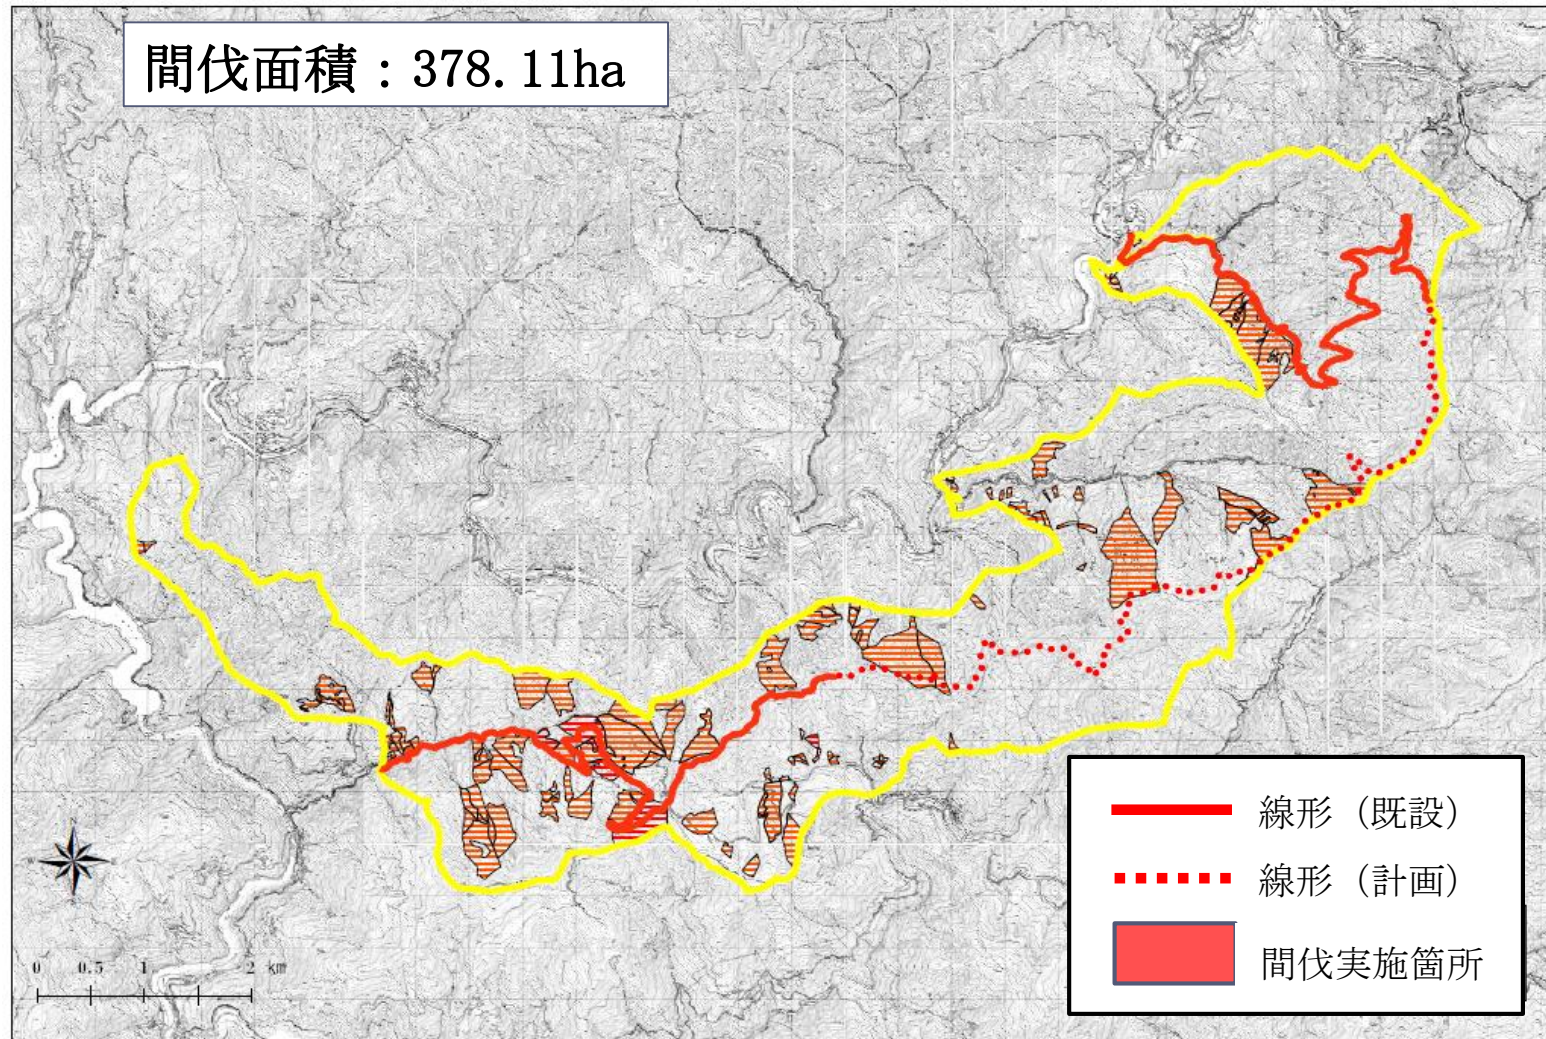 間伐面積：378.11ha
線形（既設）
線形（計画）
間伐実施箇所
0 0.5 1 2 km